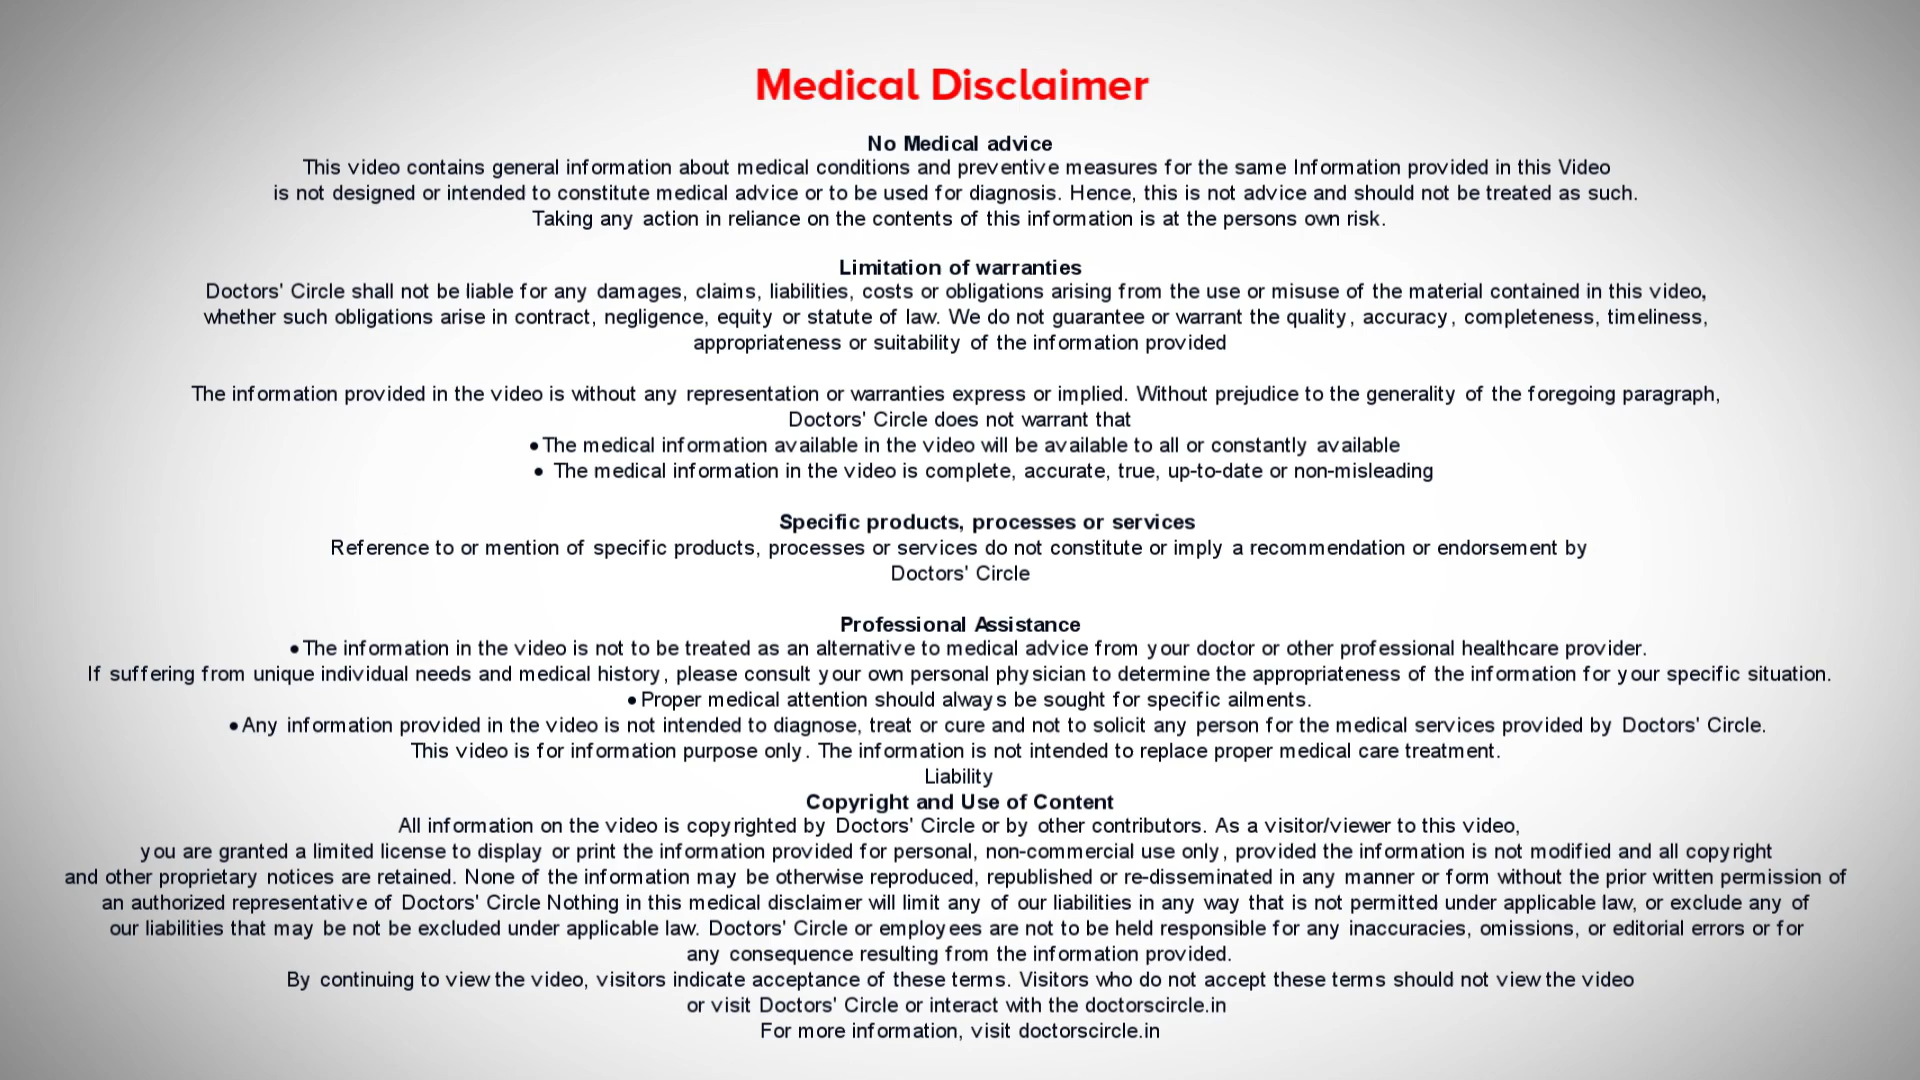 Medical Disclaimer
No Medical advice
This video contains general information about medical conditions and preventive measures for the same Information provided in this Video
is not designed or intended to constitute medical advice or to be used for diagnosis. Hence, this is not advice and should not be treated as such.
Taking any action in reliance on the contents of this information is at the persons own risk.
Limitation of warranties
Doctors' Circle shall not be liable for any damages, claims, liabilities, costs or obligations arising from the use or misuse of the material contained in this video,
whether such obligations arise in contract, negligence, equity or statute of law. We do not guarantee or warrant the quality, accuracy, completeness, timeliness,
appropriateness or suitability of the information provided
The information provided in the video is without any representation or warranties express or implied. Without prejudice to the generality of the foregoing paragraph,
Doctors' Circle does not warrant that
• The medical information available in the video will be available to all or constantly available
• The medical information in the video is complete, accurate, true, up-to-date or non-misleading
Specific products, processes or services
Reference to or mention of specific products, processes or services do not constitute or imply a recommendation or endorsement by
Doctors' Circle
Professional Assistance
• The information in the video is not to be treated as an alternative to medical advice from your doctor or other professional healthcare provider.
If suffering from unique individual needs and medical history, please consult your own personal physician to determine the appropriateness of the information for your specific situation.
• Proper medical attention should always be sought for specific ailments.
• Any information provided in the video is not intended to diagnose, treat or cure and not to solicit any person for the medical services provided by Doctors' Circle.
This video is for information purpose only. The information is not intended to replace proper medical care treatment.
Liability
Copyright and Use of Content
All information on the video is copyrighted by Doctors' Circle or by other contributors. As a visitor/viewer to this video,
you are granted a limited license to display or print the information provided for personal, non-commercial use only, provided the information is not modified and all copyright
and other proprietary notices are retained. None of the information may be otherwise reproduced, republished or re-disseminated in any manner or form without the prior written permission of
an authorized representative of Doctors' Circle Nothing in this medical disclaimer will limit any of our liabilities in any way that is not permitted under applicable law, or exclude any of
our liabilities that may be not be excluded under applicable law. Doctors' Circle or employees are not to be held responsible for any inaccuracies, omissions, or editorial errors or for
any consequence resulting from the information provided.
By continuing to view the video, visitors indicate acceptance of these terms. Visitors who do not accept these terms should not view the video
or visit Doctors' Circle or interact with the doctorscircle.in
For more information, visit doctorscircle.in